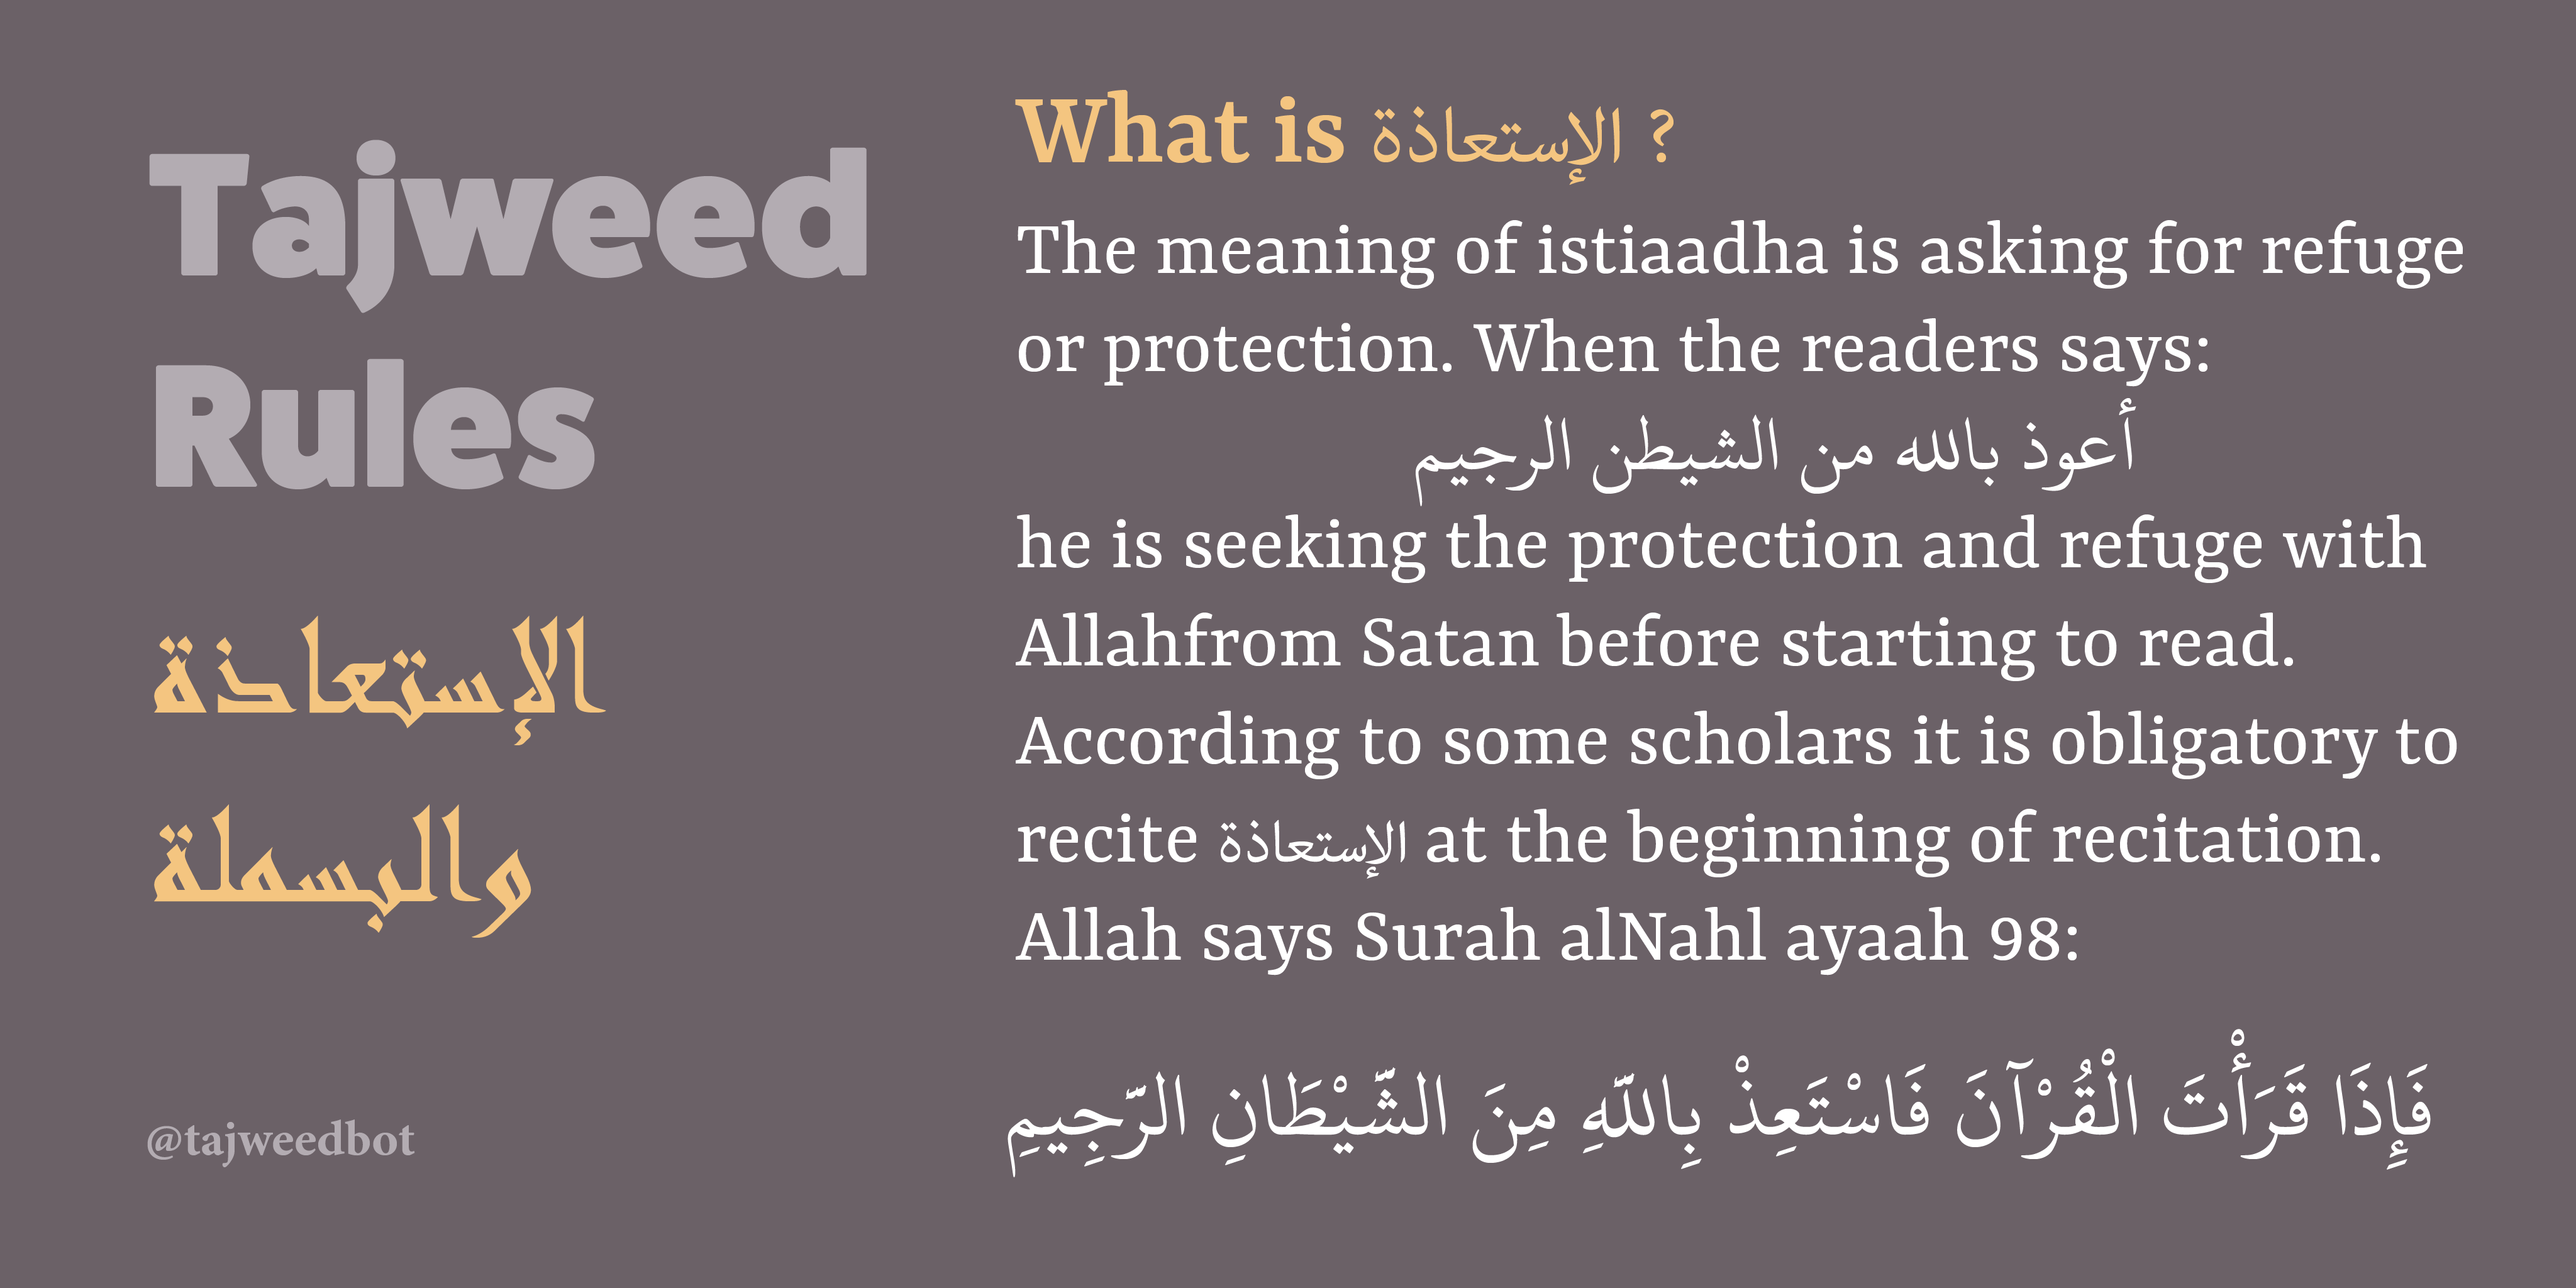 Tajweed
Rules
الإستعاذة
والبسملة
@tajweedbot
What is الإستعاذة ?
The meaning of istiaadha is asking for refuge
or protection. When the readers says:
أعوذ بالله من الشيطن الرجيم
he is seeking the protection and refuge with
Allahfrom Satan before starting to read.
According to some scholars it is obligatory to
recite الإستعاذة at the beginning of recitation.
Allah says Surah alNahl ayaah 98:
فَإِذَا قَرَأْتَ الْقُرْآنَ فَاسْتَعِذْ بِاللَّهِ مِنَ الشَّيْطَانِ الرَّجِيمِ